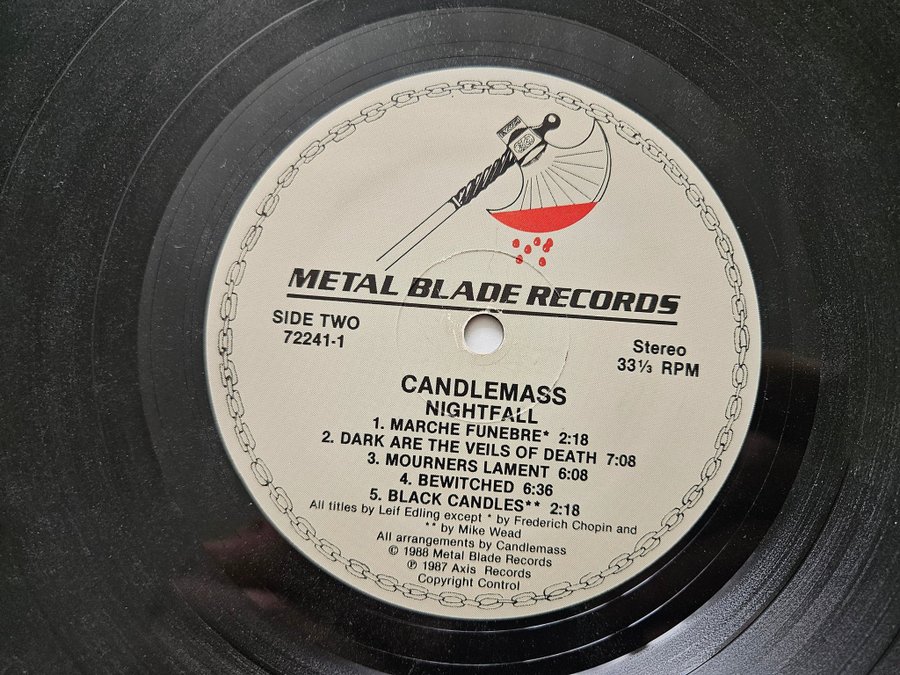 METAL BLADE RECORDS
SIDE TWO
72241-1
Stereo
33⅓ RPM
CANDLEMASS
NIGHTFALL
1. MARCHE FUNEBRE* 2:18
2. DARK ARE THE VEILS OF DEATH 7:08
3. MOURNERS LAMENT 6:08
4. BEWITCHED 6:36
5. BLACK CANDLES** 2:18
All titles by Leif Edling except * by Frederich Chopin and
** by Mike Wead
All arrangements by Candlemass
© 1988 Metal Blade Records
℗ 1987 Axis Records
Copyright Control